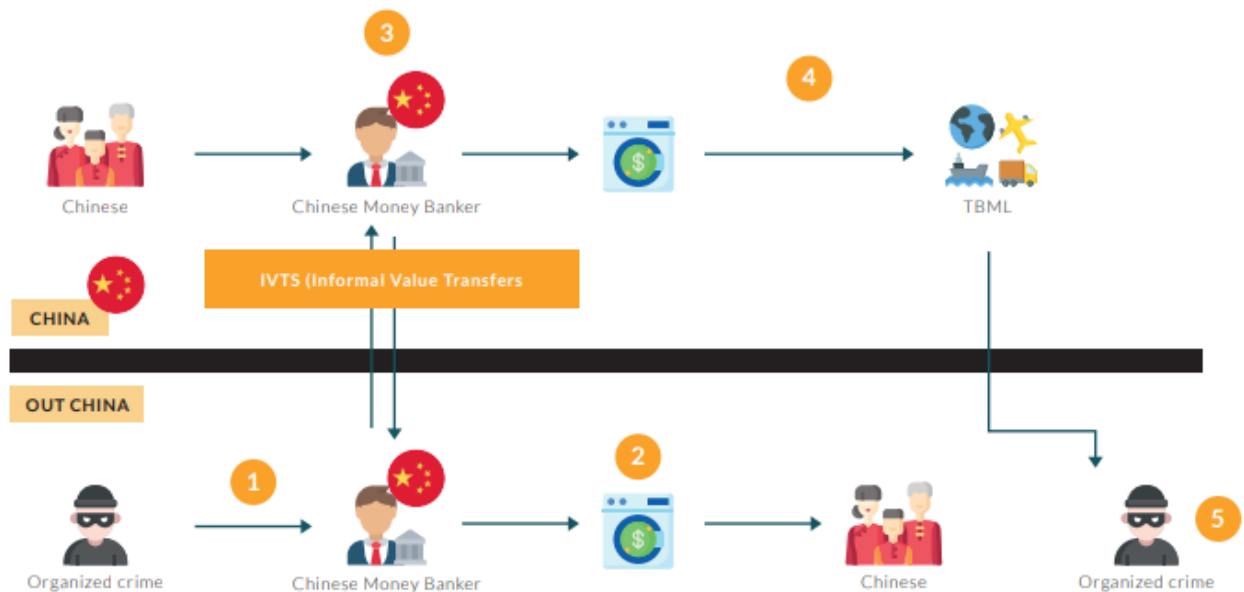 3
4
Chinese
Chinese Money Banker
TBML
IVTS (Informal Value Transfers
CHINA
OUT CHINA
1
2
5
$
$
Organized crime
Chinese Money Banker
Chinese
Organized crime